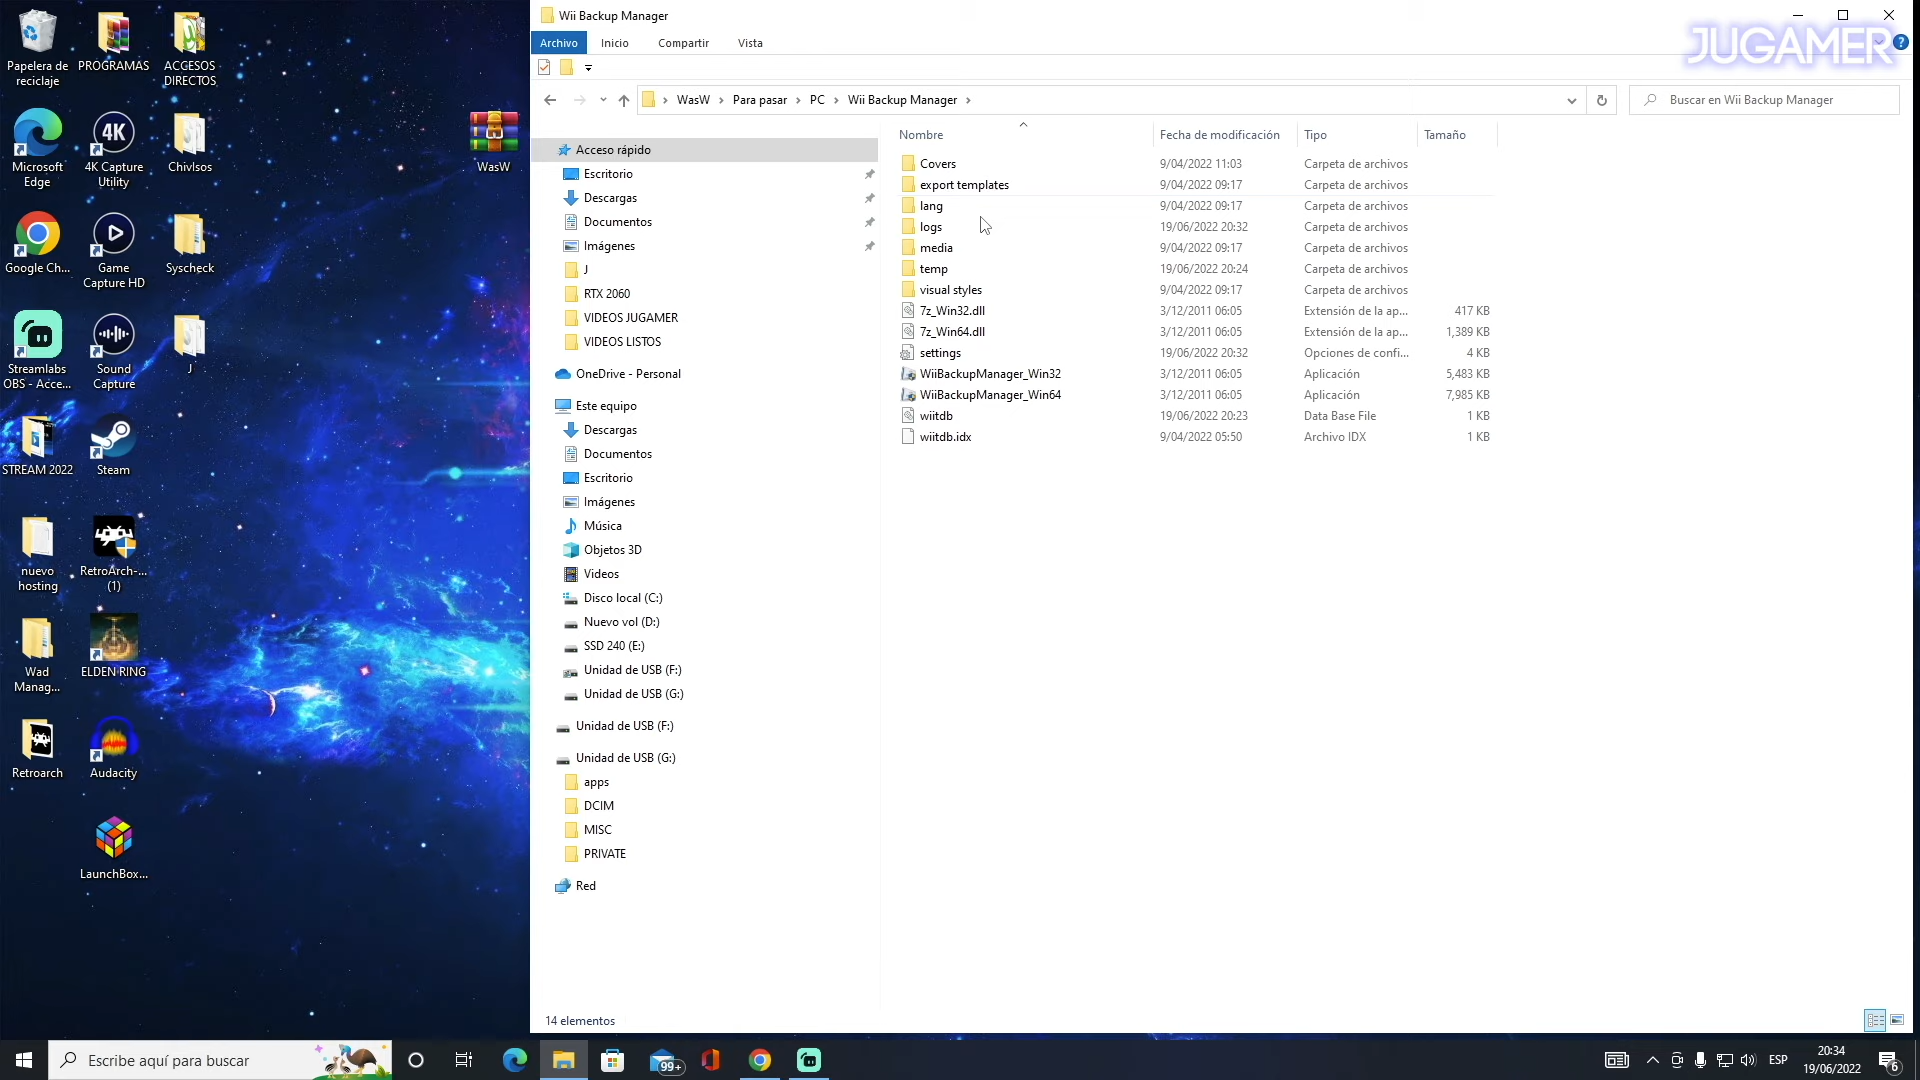 Papelera de
reciclaje
PROGRAMAS
ACCESOS
DIRECTOS
Microsoft
Edge
4K
4K Capture
Utility
Chivlsos
WasW
Google Ch...
Game
Capture HD
Syscheck
Streamlabs
OBS - Acce...
Sound
Capture
J
STREAM 2022
Steam
nuevo
hosting
RetroArch-...
(1)
Wad
Manag...
ELDEN RING
Retroarch
Audacity
LaunchBox...
Wii Backup Manager
JUGAMER
Archivo
Inicio
Compartir
Vista
WasW
Para pasar
PC
Wii Backup Manager
Buscar en Wii Backup Manager
Acceso rápido
Escritorio
Descargas
Documentos
Imágenes
J
RTX 2060
VIDEOS JUGAMER
VIDEOS LISTOS
OneDrive - Personal
Este equipo
Descargas
Documentos
Escritorio
Imágenes
Música
Objetos 3D
Videos
Disco local (C:)
Nuevo vol (D:)
SSD 240 (E:)
Unidad de USB (F:)
Unidad de USB (G:)
Unidad de USB (F:)
Unidad de USB (G:)
apps
DCIM
MISC
PRIVATE
Red
Nombre Fecha de modificación Tipo Tamaño
Covers 9/04/2022 11:03 Carpeta de archivos
export templates 9/04/2022 09:17 Carpeta de archivos
lang 9/04/2022 09:17 Carpeta de archivos
logs 19/06/2022 20:32 Carpeta de archivos
media 9/04/2022 09:17 Carpeta de archivos
temp 19/06/2022 20:24 Carpeta de archivos
visual styles 9/04/2022 09:17 Carpeta de archivos
7z_Win32.dll 3/12/2011 06:05 Extensión de la ap... 417 KB
7z_Win64.dll 3/12/2011 06:05 Extensión de la ap... 1,389 KB
settings 19/06/2022 20:32 Opciones de confi... 4 KB
WiiBackupManager_Win32 3/12/2011 06:05 Aplicación 5,483 KB
WiiBackupManager_Win64 3/12/2011 06:05 Aplicación 7,985 KB
wiitdb 19/06/2022 20:23 Data Base File 1 KB
wiitdb.idx 9/04/2022 05:50 Archivo IDX 1 KB
14 elementos
Escribe aquí para buscar
99+
ESP
20:34
19/06/2022
6